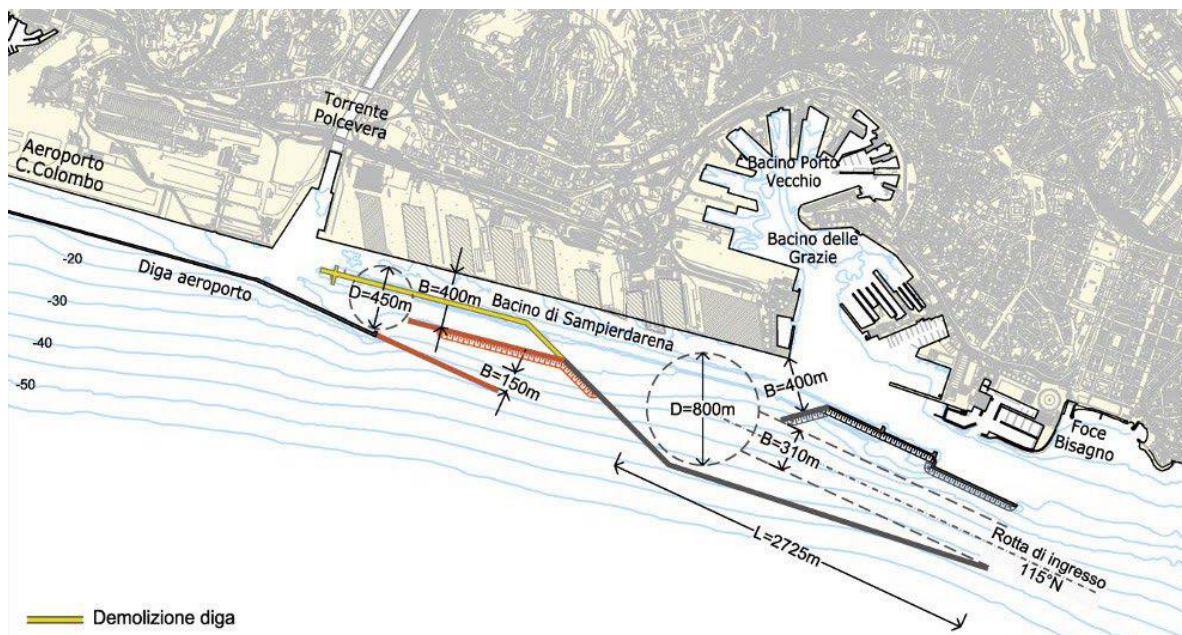 Torrente
Polcevera
Aeroporto
C.Colombo
Bacino Porto
Vecchio
Bacino delle
Grazie
-20
-30
-40
-50
Diga aeroporto
D=450m
B=400m
Bacino di Sampierdarena
B=150m
D=800m
B=400m
B=310m
Foce
Bisagno
L=2725m
Rotta di ingresso
115°N
Demolizione diga